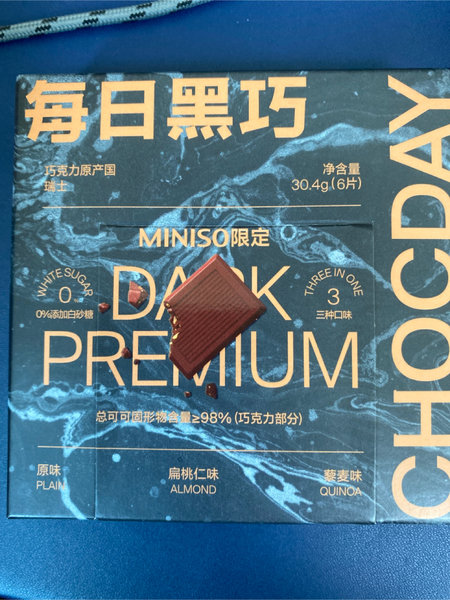 每日黑巧
CHOCDAY
巧克力原产国
瑞士
净含量
30.4g(6片)
MINISO限定
DARK
PREMIUM
WHITE SUGAR
0
0%添加白砂糖
THREE IN ONE
3
三种口味
总可可固形物含量≥98%(巧克力部分)
原味
PLAIN
扁桃仁味
ALMOND
藜麦味
QUINOA